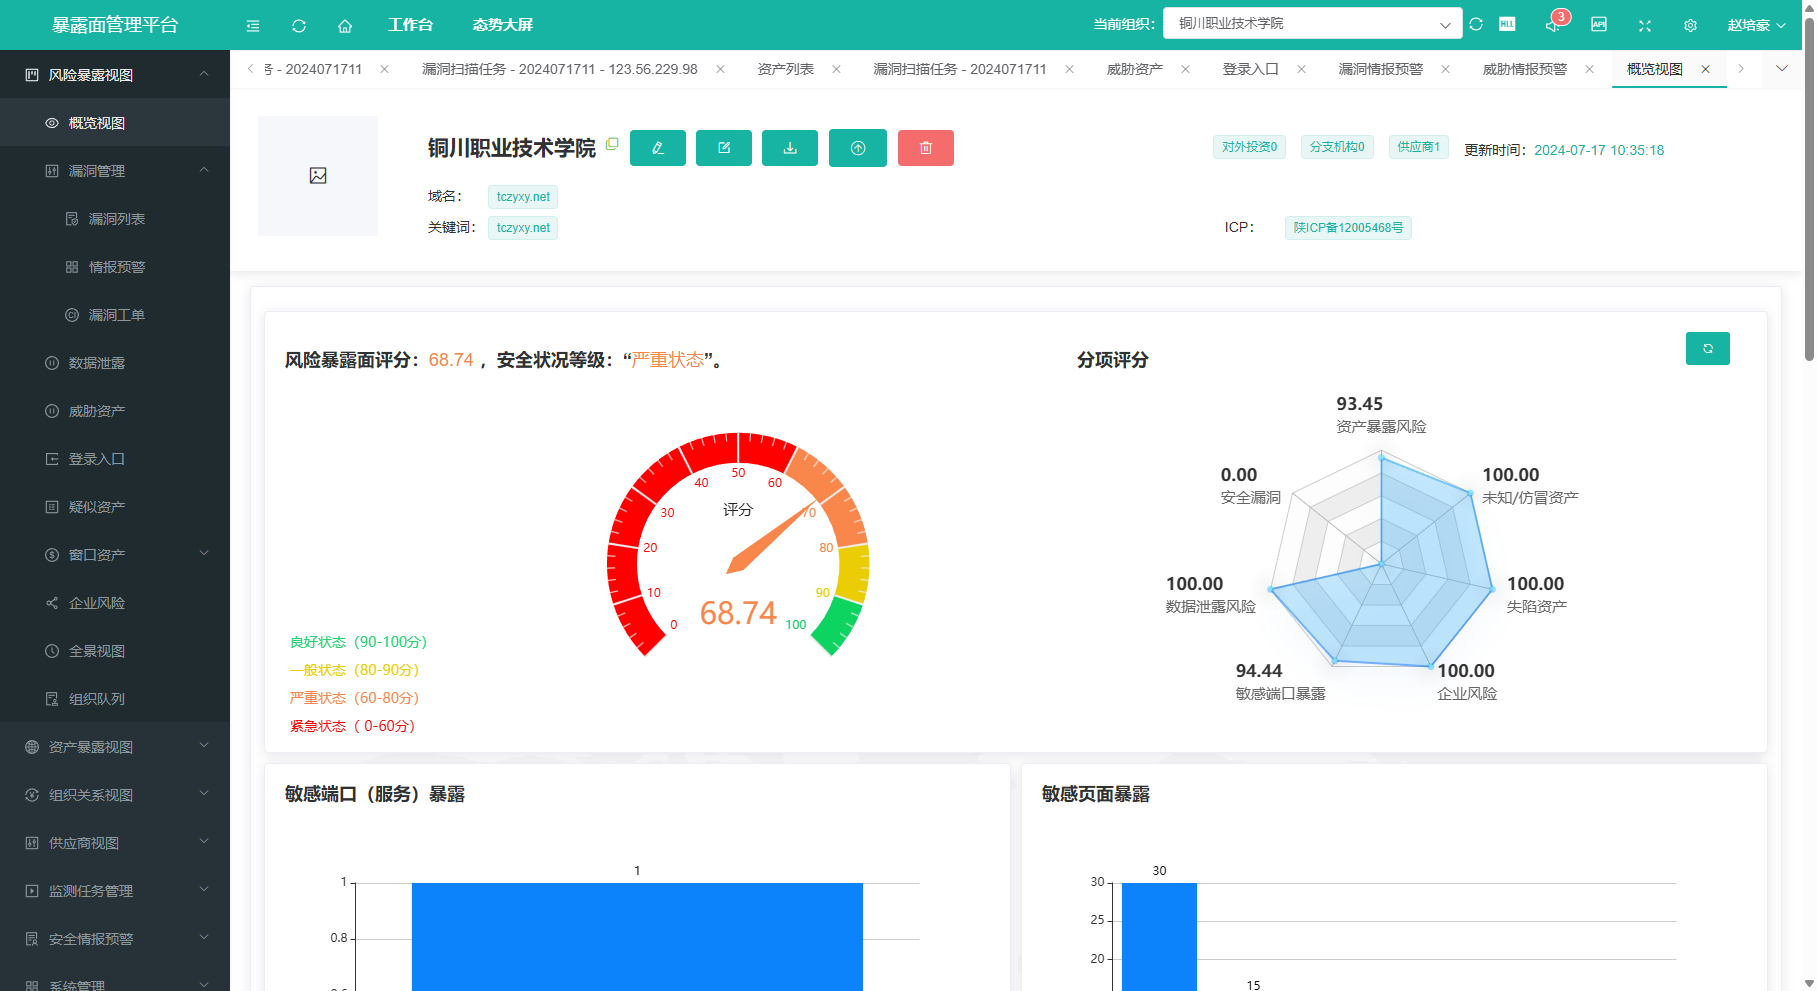 暴露面管理平台
工作台
态势大屏
当前组织：
铜川职业技术学院
HLL
3
API
赵培豪
风险暴露视图
概览视图
漏洞管理
漏洞列表
情报预警
漏洞工单
数据泄露
威胁资产
登录入口
疑似资产
窗口资产
企业风险
全景视图
组织队列
资产暴露视图
组织关系视图
供应商视图
监测任务管理
安全情报预警
系统管理
务 - 2024071711
漏洞扫描任务 - 2024071711 - 123.56.229.98
资产列表
漏洞扫描任务 - 2024071711
威胁资产
登录入口
漏洞情报预警
威胁情报预警
概览视图
铜川职业技术学院
对外投资0
分支机构0
供应商1
更新时间：2024-07-17 10:35:18
域名：
tczyxy.net
关键词：
tczyxy.net
ICP：
陕ICP备12005468号
风险暴露面评分：68.74 ，安全状况等级：“严重状态”。
0
10
20
30
40
50
60
70
80
90
100
评分
68.74
良好状态（90-100分）
一般状态（80-90分）
严重状态（60-80分）
紧急状态（ 0-60分）
分项评分
93.45
资产暴露风险
0.00
安全漏洞
100.00
未知/仿冒资产
100.00
数据泄露风险
100.00
失陷资产
94.44
敏感端口暴露
100.00
企业风险
敏感端口（服务）暴露
1
1
0.8
敏感页面暴露
30
30
25
20
15